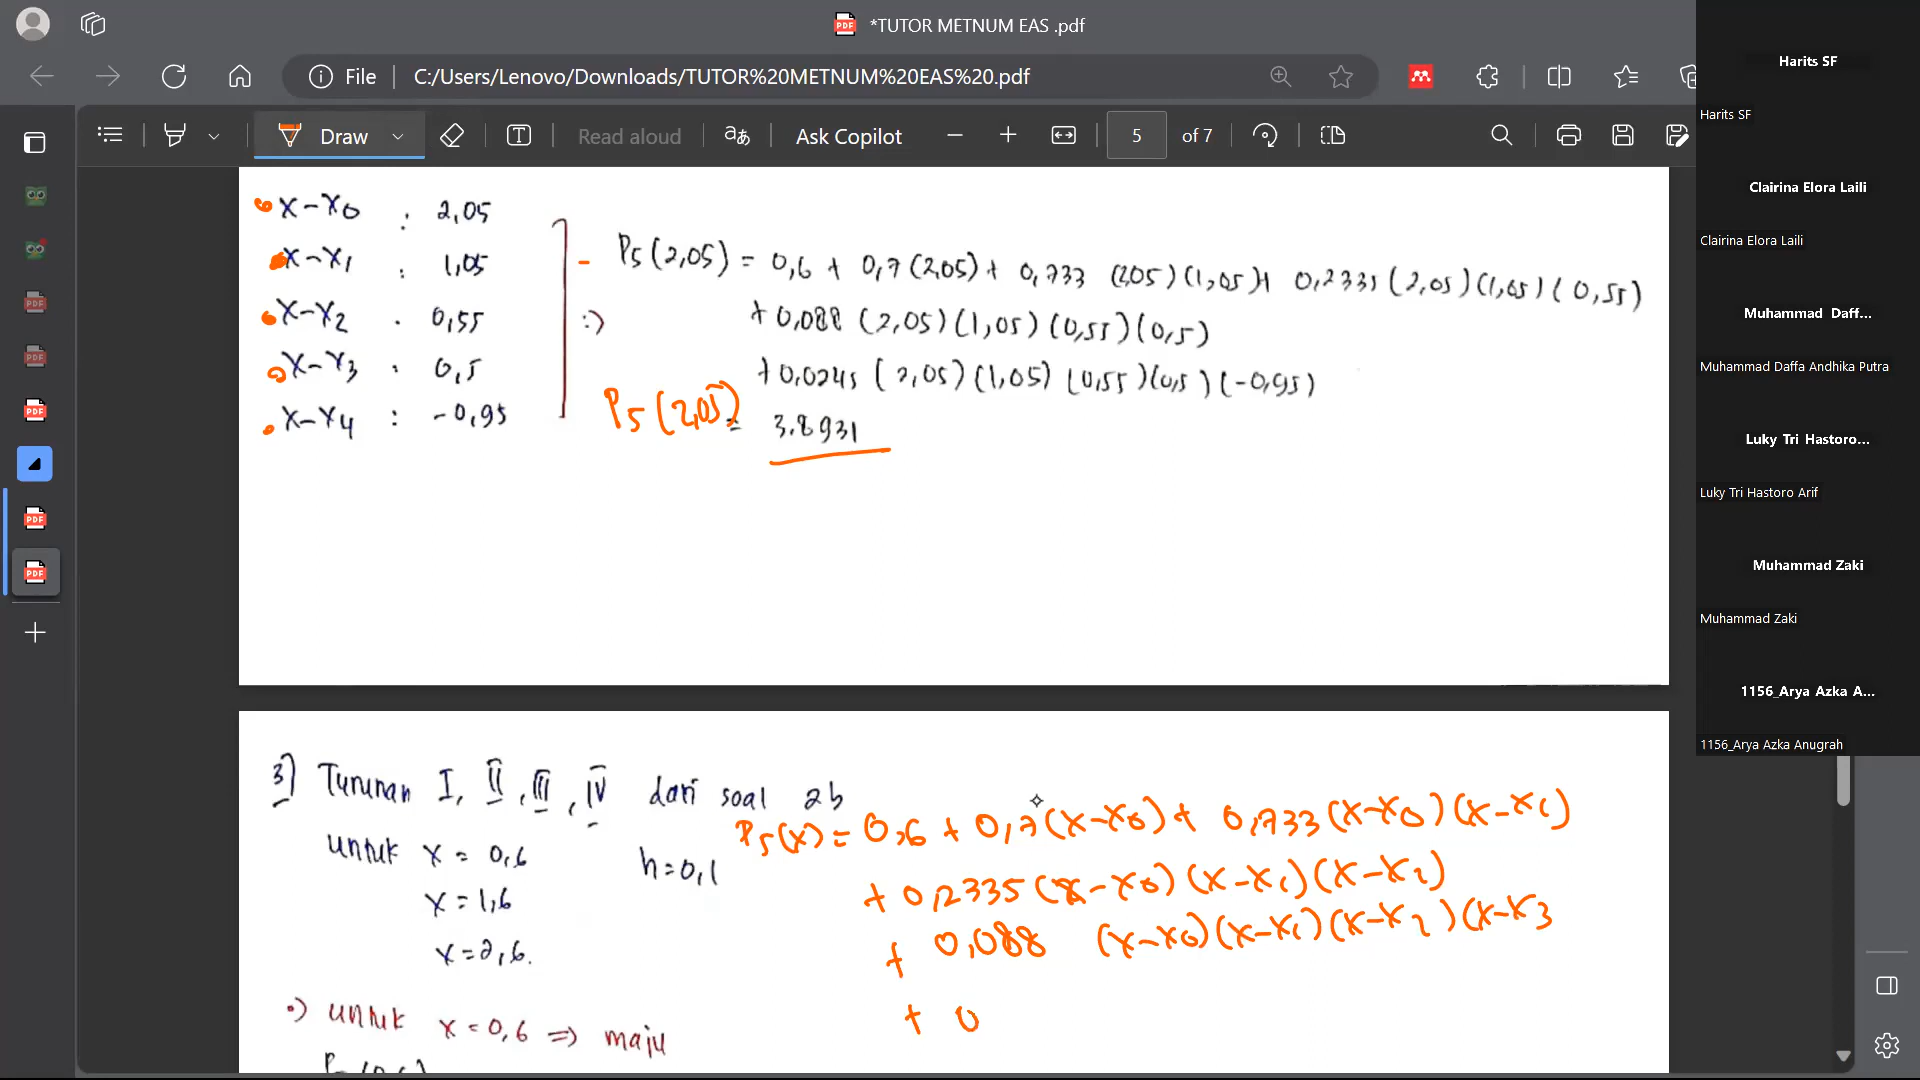 *TUTOR METNUM EAS .pdf
File C:/Users/Lenovo/Downloads/TUTOR%20METNUM%20EAS%20.pdf
Draw Read aloud aあ Ask Copilot 5 of 7
x-x0 : 2,05
x-x1 : 1,05
x-x2 . 0,55
x-x3 . 0,5
x-x4 : -0,95
- P5(2,05) = 0,6 + 0,7(2,05)+ 0,733 (2,05)(1,05)+ 0,2335(2,05)(1,05)(0,55)
:)
+ 0,088 (2,05)(1,05)(0,55)(0,5)
+0,0245 (2,05)(1,05)(0,55)(0,5)(-0,95)
P5(2,05) = 3.8931
3) Turunan I, II, III, IV dari soal 2b
untuk x = 0,6 h=0,1
x = 1,6
x=2,6.
P5(x)= 0,6 + 0,7(x-x0)+ 0,733(x-x0)(x-x1)
+ 0,2335(x-x0)(x-x1)(x-x2)
+ 0,088 (x-x0)(x-x1)(x-x2)(x-x3
+ 0
•) untuk x = 0,6 => maju
Harits SF
Harits SF
Clairina Elora Laili
Clairina Elora Laili
Muhammad Daff...
Muhammad Daffa Andhika Putra
Luky Tri Hastoro...
Luky Tri Hastoro Arif
Muhammad Zaki
Muhammad Zaki
1156_Arya Azka A...
1156_Arya Azka Anugrah